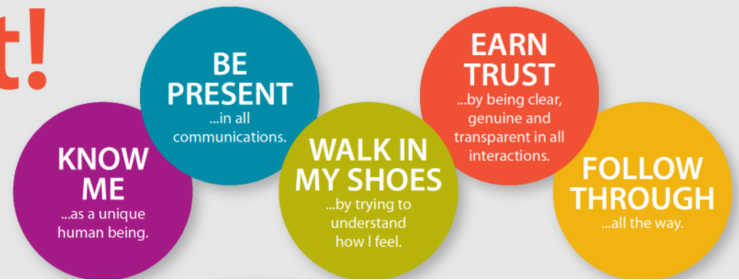 t!
KNOW
ME
...as a unique
human being.
BE
PRESENT
...in all
communications.
WALK IN
MY SHOES
...by trying to
understand
how I feel.
EARN
TRUST
...by being clear,
genuine and
transparent in all
interactions.
FOLLOW
THROUGH
...all the way.